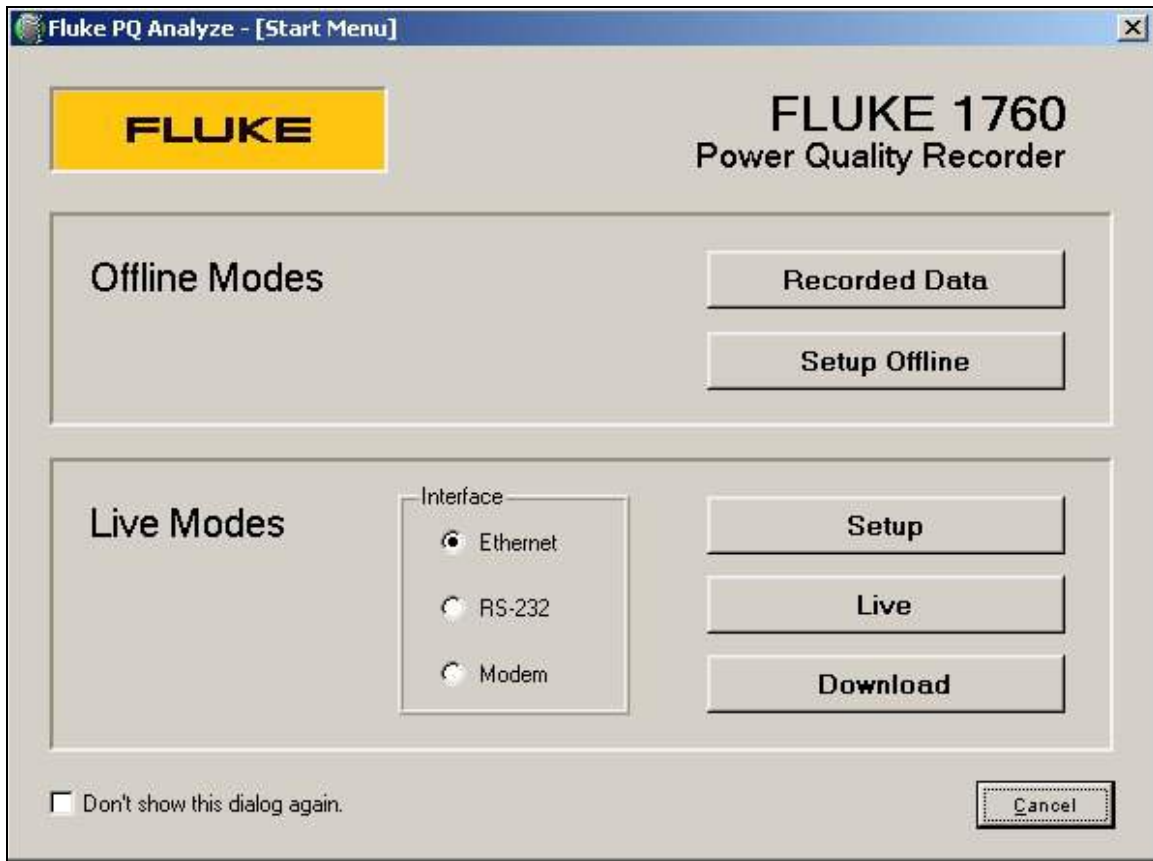 Fluke PQ Analyze - [Start Menu]
FLUKE
FLUKE 1760
Power Quality Recorder
Offline Modes
Recorded Data
Setup Offline
Live Modes
Interface
Ethernet
RS-232
Modem
Setup
Live
Download
Don't show this dialog again.
Cancel